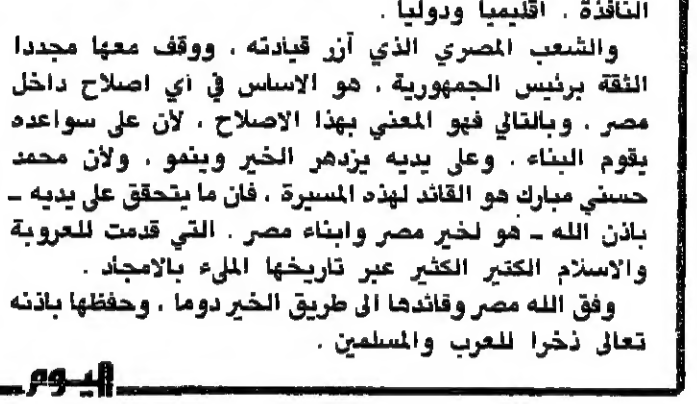 النافذة . اقليميا ودوليا .
والشعب المصري الذي آزر قيادته ، ووقف معها مجددا
الثقة برئيس الجمهورية ، هو الاساس في أي اصلاح داخل
مصر ، وبالتالي فهو المعني بهذا الاصلاح ، لأن على سواعده
يقوم البناء ، وعلى يديه يزدهر الخير وينمو ، ولأن محمد
حسني مبارك هو القائد لهذه المسيرة ، فان ما يتحقق على يديه ـ
باذن الله ـ هو لخير مصر وابناء مصر . التي قدمت للعروبة
والاسلام الكثير الكثير عبر تاريخها المليء بالامجاد .
وفق الله مصر وقائدها الى طريق الخير دوما ، وحفظها باذنه
تعالى ذخرا للعرب والمسلمين .
اليوم